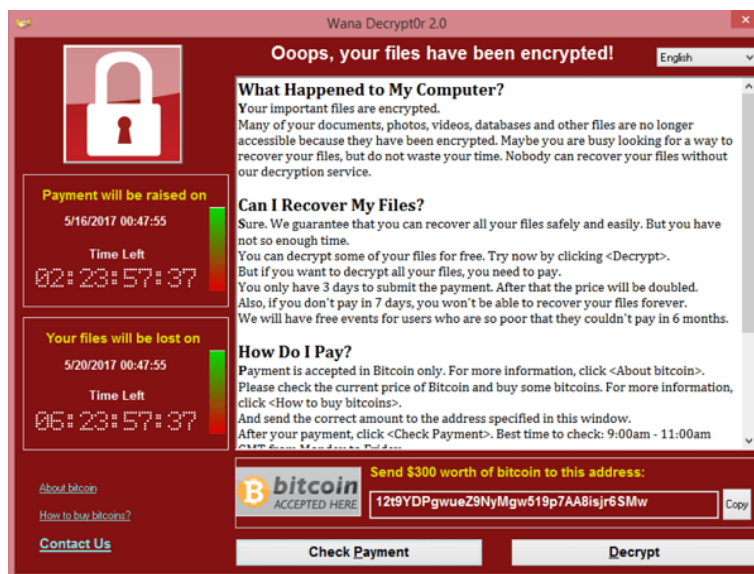 Wana Decrypt0r 2.0
Ooops, your files have been encrypted!
English
What Happened to My Computer?
Your important files are encrypted.
Many of your documents, photos, videos, databases and other files are no longer
accessible because they have been encrypted. Maybe you are busy looking for a way to
recover your files, but do not waste your time. Nobody can recover your files without
our decryption service.
Can I Recover My Files?
Sure. We guarantee that you can recover all your files safely and easily. But you have
not so enough time.
You can decrypt some of your files for free. Try now by clicking <Decrypt>.
But if you want to decrypt all your files, you need to pay.
You only have 3 days to submit the payment. After that the price will be doubled.
Also, if you don't pay in 7 days, you won't be able to recover your files forever.
We will have free events for users who are so poor that they couldn't pay in 6 months.
How Do I Pay?
Payment is accepted in Bitcoin only. For more information, click <About bitcoin>.
Please check the current price of Bitcoin and buy some bitcoins. For more information,
click <How to buy bitcoins>.
And send the correct amount to the address specified in this window.
After your payment, click <Check Payment>. Best time to check: 9:00am - 11:00am
GMT from Monday to Friday.
Payment will be raised on
5/16/2017 00:47:55
Time Left
02:23:57:37
Your files will be lost on
5/20/2017 00:47:55
Time Left
06:23:57:37
About bitcoin
How to buy bitcoins?
Contact Us
bitcoin
ACCEPTED HERE
Send $300 worth of bitcoin to this address:
12t9YDPgwueZ9NyMgw519p7AA8isjr6SMw
Copy
Check Payment
Decrypt